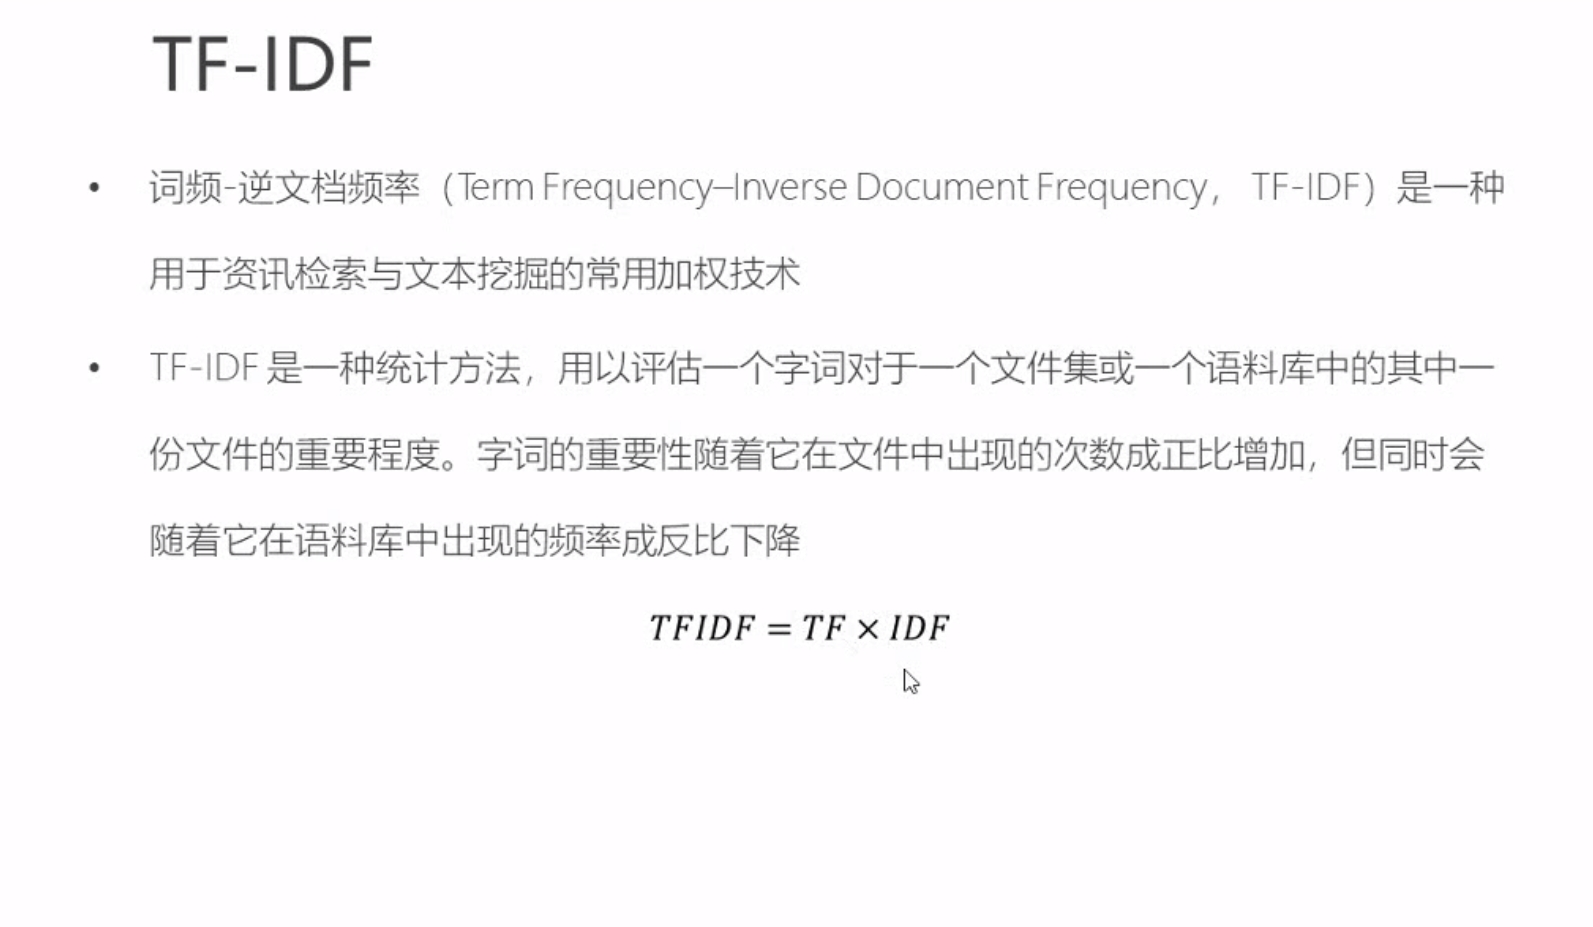 TF-IDF
• 词频-逆文档频率（Term Frequency–Inverse Document Frequency， TF-IDF）是一种
用于资讯检索与文本挖掘的常用加权技术
• TF-IDF 是一种统计方法，用以评估一个字词对于一个文件集或一个语料库中的其中一
份文件的重要程度。字词的重要性随着它在文件中出现的次数成正比增加，但同时会
随着它在语料库中出现的频率成反比下降
TFIDF = TF × IDF